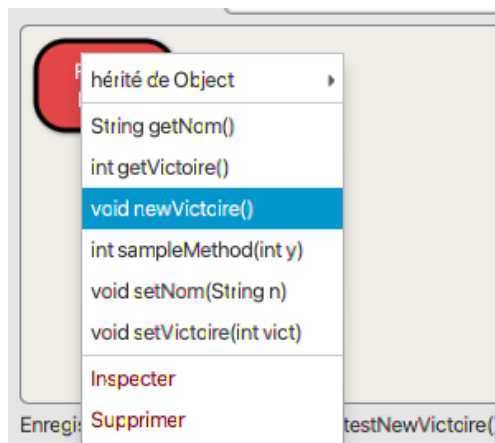 hérité de Object
String getNom()
int getVictoire()
void newVictoire()
int sampleMethod(int y)
void setNom(String n)
void setVictoire(int vict)
Inspecter
Supprimer
testNewVictoire()